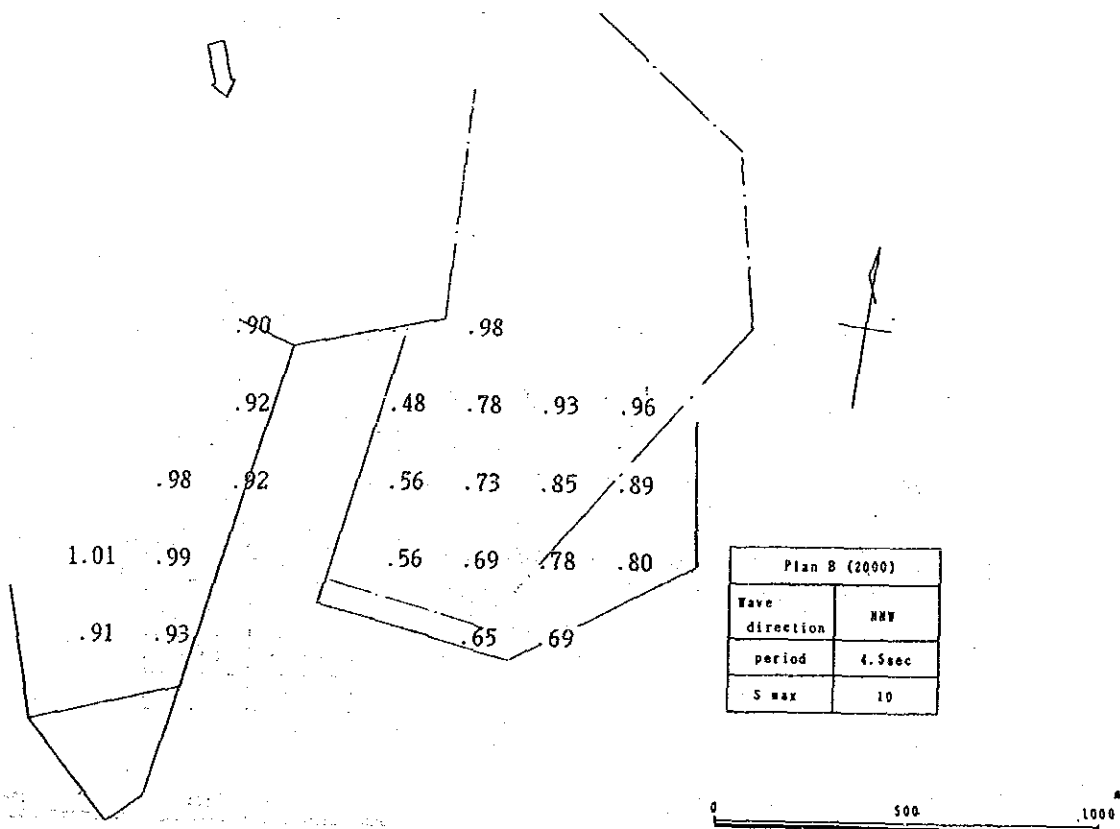 .90 .98
.92 .48 .78 .93 .96
.98 .92 .56 .73 .85 .89
1.01 .99 .56 .69 .78 .80
.91 .93 .65 .69
Plan B (2000)
Wave direction NNW
period 4.5sec
S max 10
0 500 1000
m